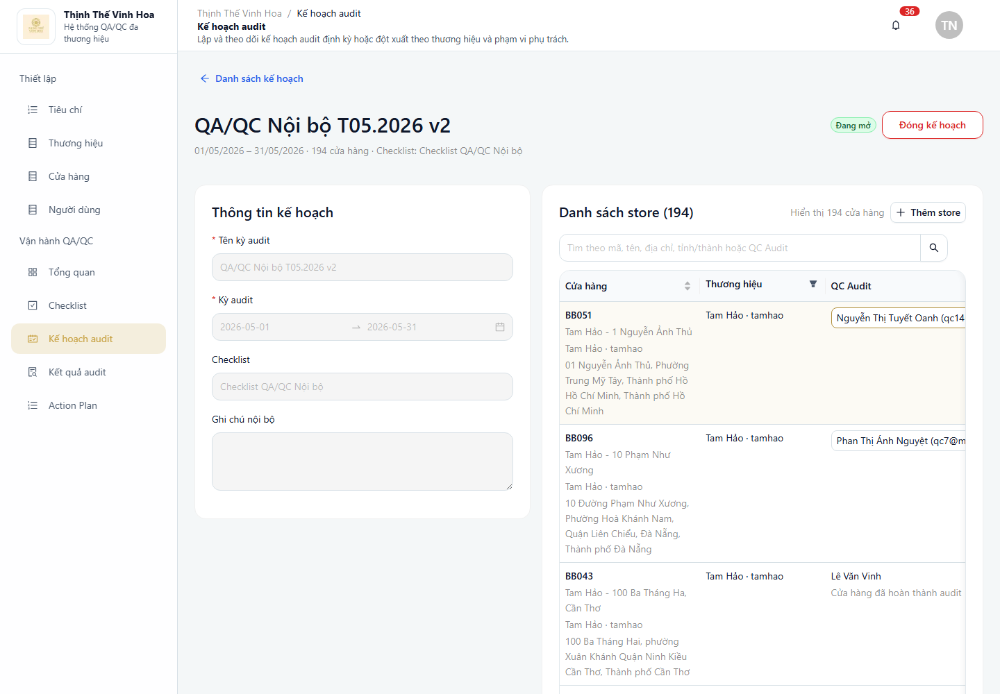 Thịnh Thế Vinh Hoa
Hệ thống QA/QC đa
thương hiệu
Thiết lập
Tiêu chí
Thương hiệu
Cửa hàng
Người dùng
Vận hành QA/QC
Tổng quan
Checklist
Kế hoạch audit
Kết quả audit
Action Plan
Thịnh Thế Vinh Hoa / Kế hoạch audit
Kế hoạch audit
Lập và theo dõi kế hoạch audit định kỳ hoặc đột xuất theo thương hiệu và phạm vi phụ trách.
36
TN
Danh sách kế hoạch
QA/QC Nội bộ T05.2026 v2
Đang mở
Đóng kế hoạch
01/05/2026 – 31/05/2026 · 194 cửa hàng · Checklist: Checklist QA/QC Nội bộ
Thông tin kế hoạch
* Tên kỳ audit
QA/QC Nội bộ T05.2026 v2
* Kỳ audit
2026-05-01 → 2026-05-31
Checklist
Checklist QA/QC Nội bộ
Ghi chú nội bộ
Danh sách store (194)
Hiển thị 194 cửa hàng
+ Thêm store
Tìm theo mã, tên, địa chỉ, tỉnh/thành hoặc QC Audit
Cửa hàng
Thương hiệu
QC Audit
BB051
Tam Hảo - 1 Nguyễn Ảnh Thủ
Tam Hảo · tamhao
01 Nguyễn Ảnh Thủ, Phường
Trung Mỹ Tây, Thành phố Hồ
Hồ Chí Minh, Thành phố Hồ
Chí Minh
Tam Hảo · tamhao
Nguyễn Thị Tuyết Oanh (qc14
BB096
Tam Hảo - 10 Phạm Như
Xương
Tam Hảo · tamhao
10 Đường Phạm Như Xương,
Phường Hoà Khánh Nam,
Quận Liên Chiểu, Đà Nẵng,
Thành phố Đà Nẵng
Tam Hảo · tamhao
Phan Thị Ánh Nguyệt (qc7@m
BB043
Tam Hảo - 100 Ba Tháng Ha,
Cần Thơ
Tam Hảo · tamhao
100 Ba Tháng Hai, phường
Xuân Khánh Quận Ninh Kiều
Cần Thơ, Thành phố Cần Thơ
Tam Hảo · tamhao
Lê Văn Vinh
Cửa hàng đã hoàn thành audit